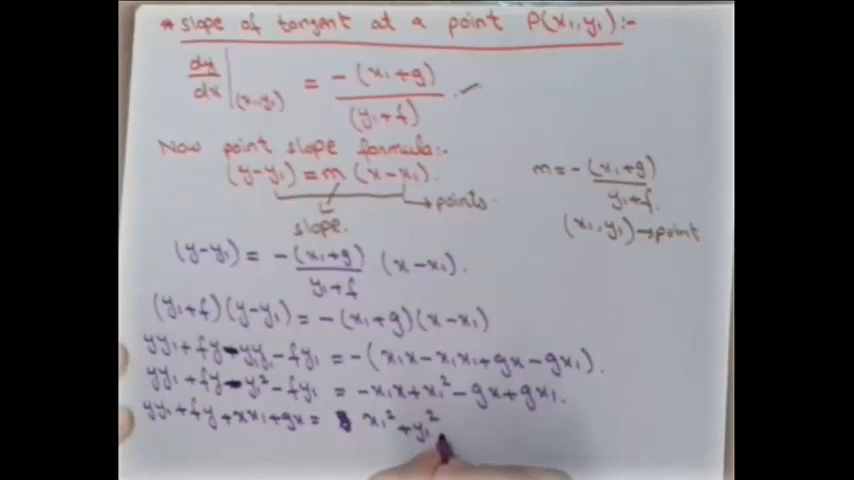 * slope of tangent at a point P(x₁,y₁):-
dy/dx |(x₁,y₁) = -(x₁+g)/(y₁+f).
Now point slope formula:-
(y-y₁) = m (x-x₁).
points.
slope.
m = -(x₁+g)/y₁+f.
(x₁,y₁)→point
(y-y₁) = -(x₁+g)/y₁+f (x-x₁).
(y₁+f)(y-y₁) = -(x₁+g)(x-x₁)
yy₁+fy-y₁y₁-fy₁ = -(x₁x-x₁x₁+gx-gx₁).
yy₁+fy-y₁²-fy₁ = -x₁x+x₁²-gx+gx₁.
yy₁+fy+xx₁+gx = x₁²+y₁²